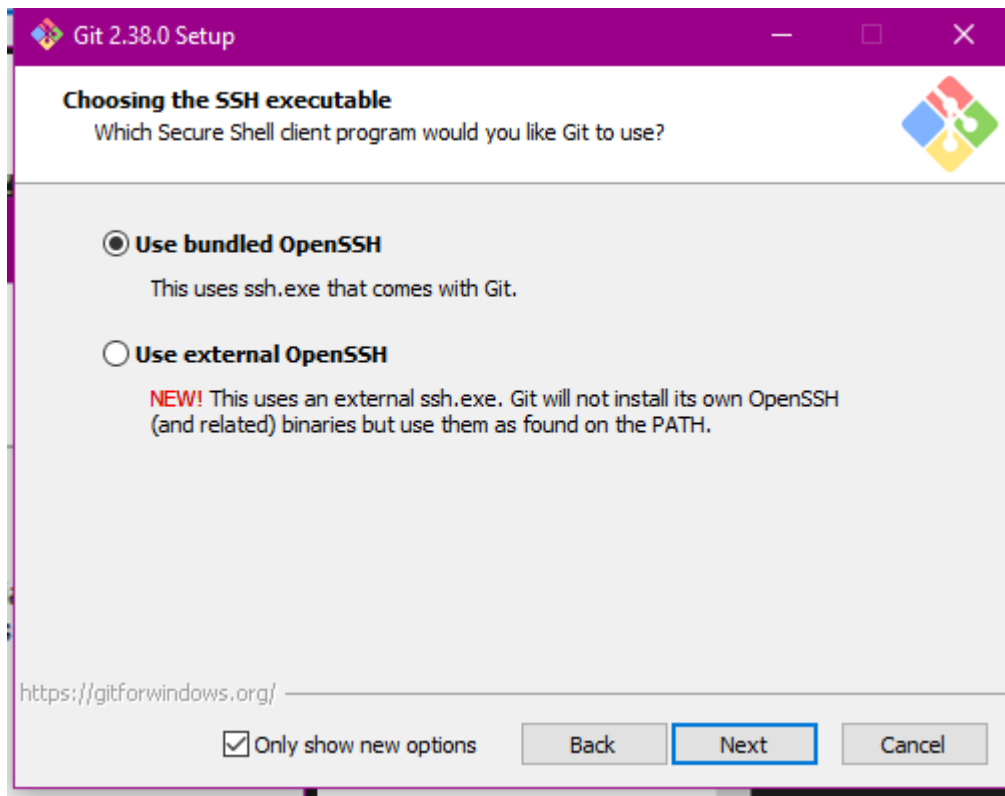 Git 2.38.0 Setup
Choosing the SSH executable
Which Secure Shell client program would you like Git to use?
Use bundled OpenSSH
This uses ssh.exe that comes with Git.
Use external OpenSSH
NEW! This uses an external ssh.exe. Git will not install its own OpenSSH
(and related) binaries but use them as found on the PATH.
https://gitforwindows.org/
Only show new options
Back
Next
Cancel